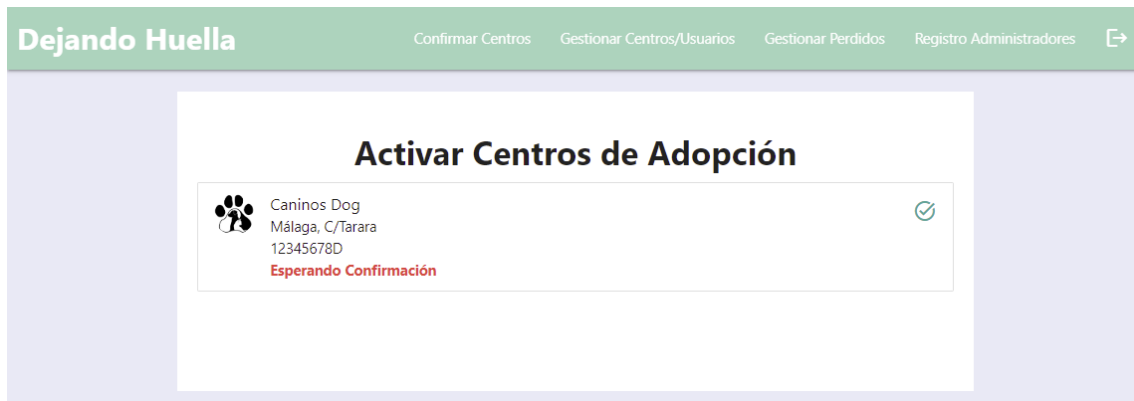 Dejando Huella
Confirmar Centros Gestionar Centros/Usuarios Gestionar Perdidos Registro Administradores
Activar Centros de Adopción
Caninos Dog
Málaga, C/Tarara
12345678D
Esperando Confirmación